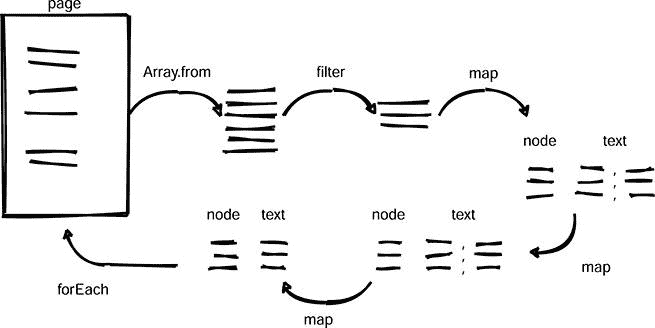 page
Array.from
filter
map
node text
node text
node text
map
forEach
map